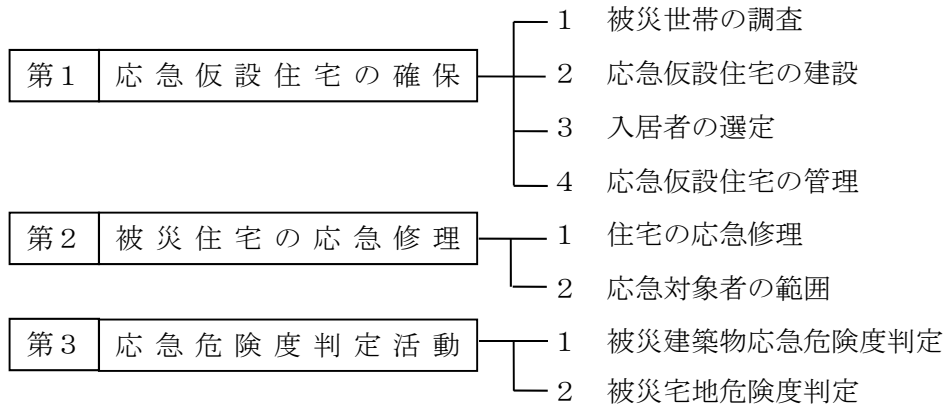 第１ 応急仮設住宅の確保
１ 被災世帯の調査
２ 応急仮設住宅の建設
３ 入居者の選定
４ 応急仮設住宅の管理
第２ 被災住宅の応急修理
１ 住宅の応急修理
２ 応急対象者の範囲
第３ 応急危険度判定活動
１ 被災建築物応急危険度判定
２ 被災宅地危険度判定